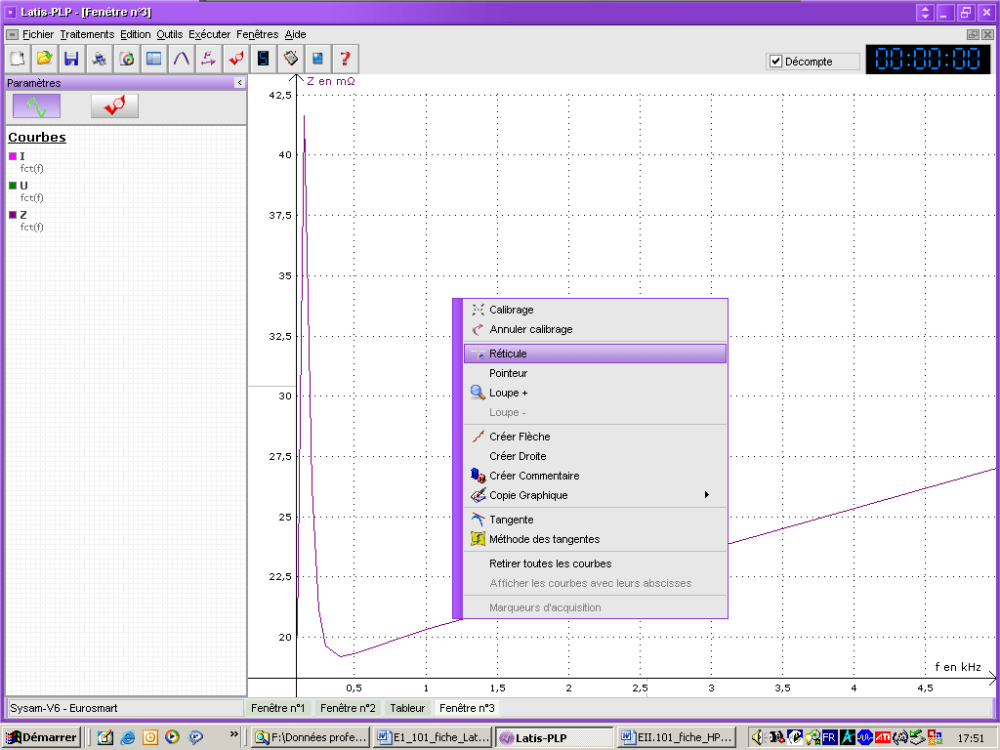 Latis-PLP - [Fenêtre n°3]
Fichier Traitements Edition Outils Exécuter Fenêtres Aide
Décompte
00:00:00
Paramètres
Z en mΩ
Courbes
I
fct(f)
U
fct(f)
Z
fct(f)
42,5
40
37,5
35
32,5
30
27,5
25
22,5
20
Calibrage
Annuler calibrage
Réticule
Pointeur
Loupe +
Loupe -
Créer Flèche
Créer Droite
Créer Commentaire
Copie Graphique
Tangente
Méthode des tangentes
Retirer toutes les courbes
Afficher les courbes avec leurs abscisses
Marqueurs d'acquisition
f en kHz
0,5 1 1,5 2 2,5 3 3,5 4 4,5
Sysam-V6 - Eurosmart
Fenêtre n°1 Fenêtre n°2 Tableur Fenêtre n°3
Démarrer » F:\Données profe... E1_101_fiche_Lat... Latis-PLP EII.101_fiche_HP... FR ATI 17:51